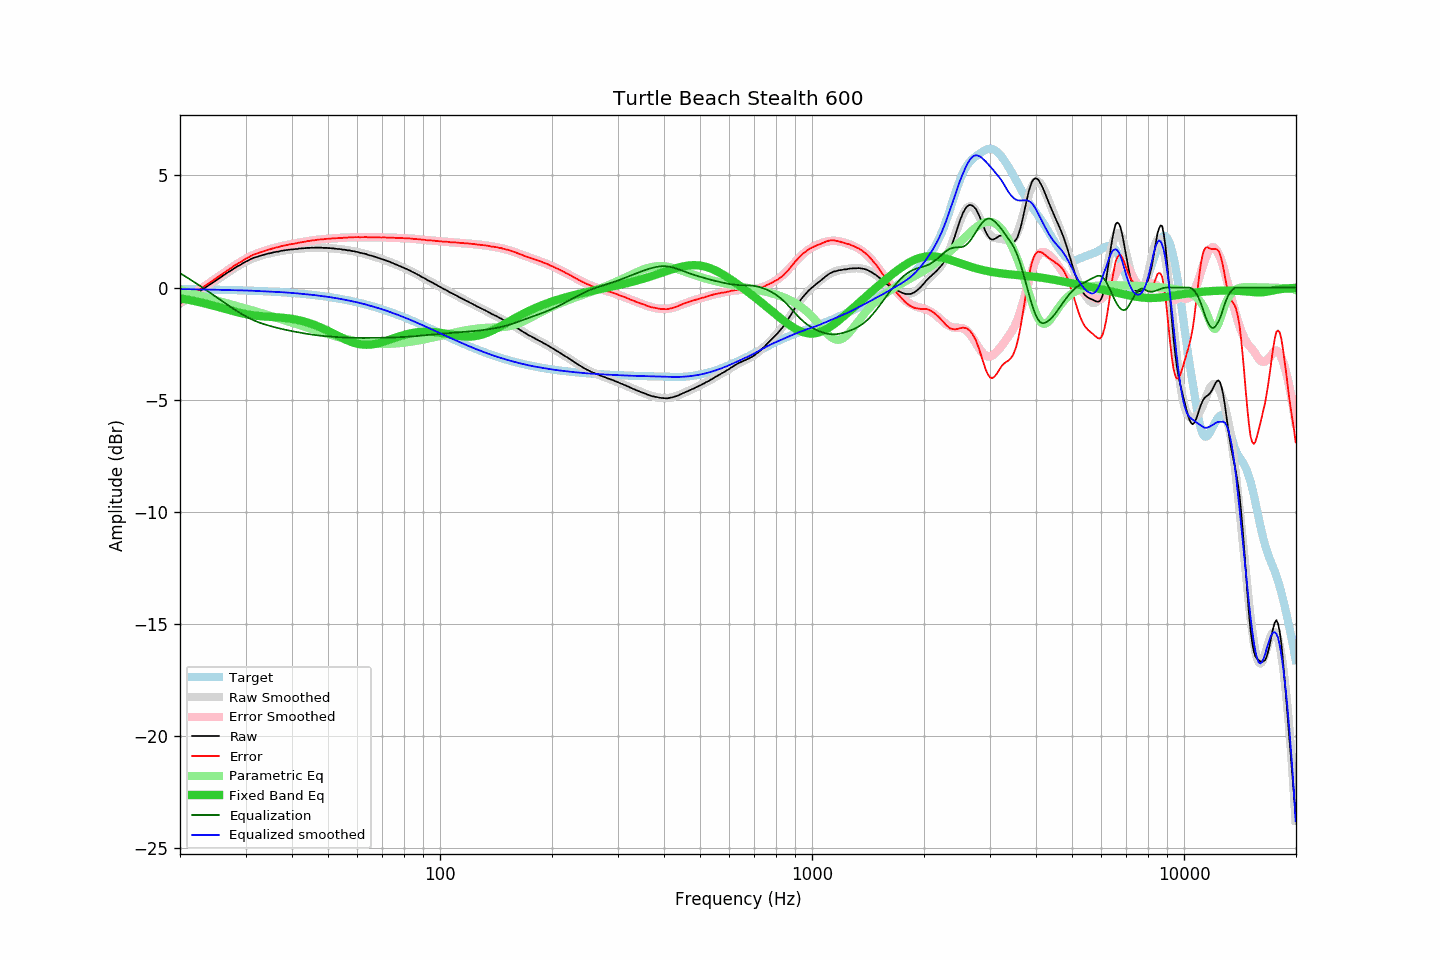 Turtle Beach Stealth 600
5
0
−5
−10
−15
−20
−25
Amplitude (dBr)
Target
Raw Smoothed
Error Smoothed
Raw
Error
Parametric Eq
Fixed Band Eq
Equalization
Equalized smoothed
100 1000 10000
Frequency (Hz)